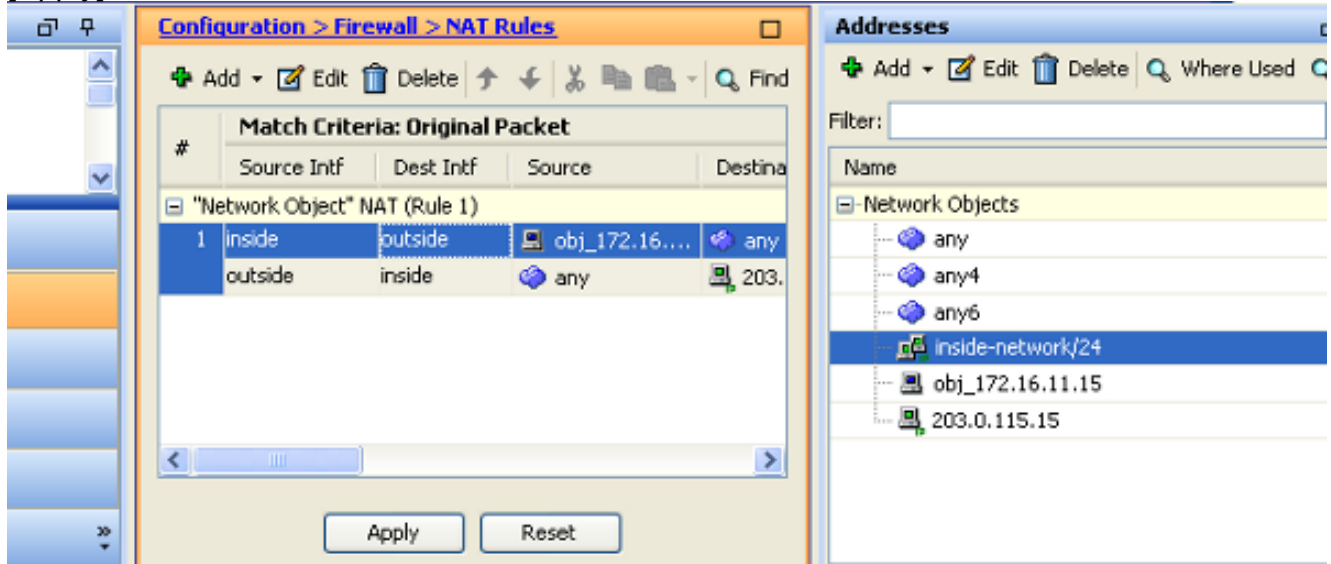 Configuration > Firewall > NAT Rules
Add Edit Delete Find
# Match Criteria: Original Packet
Source Intf Dest Intf Source Destina
"Network Object" NAT (Rule 1)
1 inside outside obj_172.16.... any
outside inside any 203.
Apply Reset
Addresses
Add Edit Delete Where Used
Filter:
Name
Network Objects
any
any4
any6
inside-network/24
obj_172.16.11.15
203.0.115.15